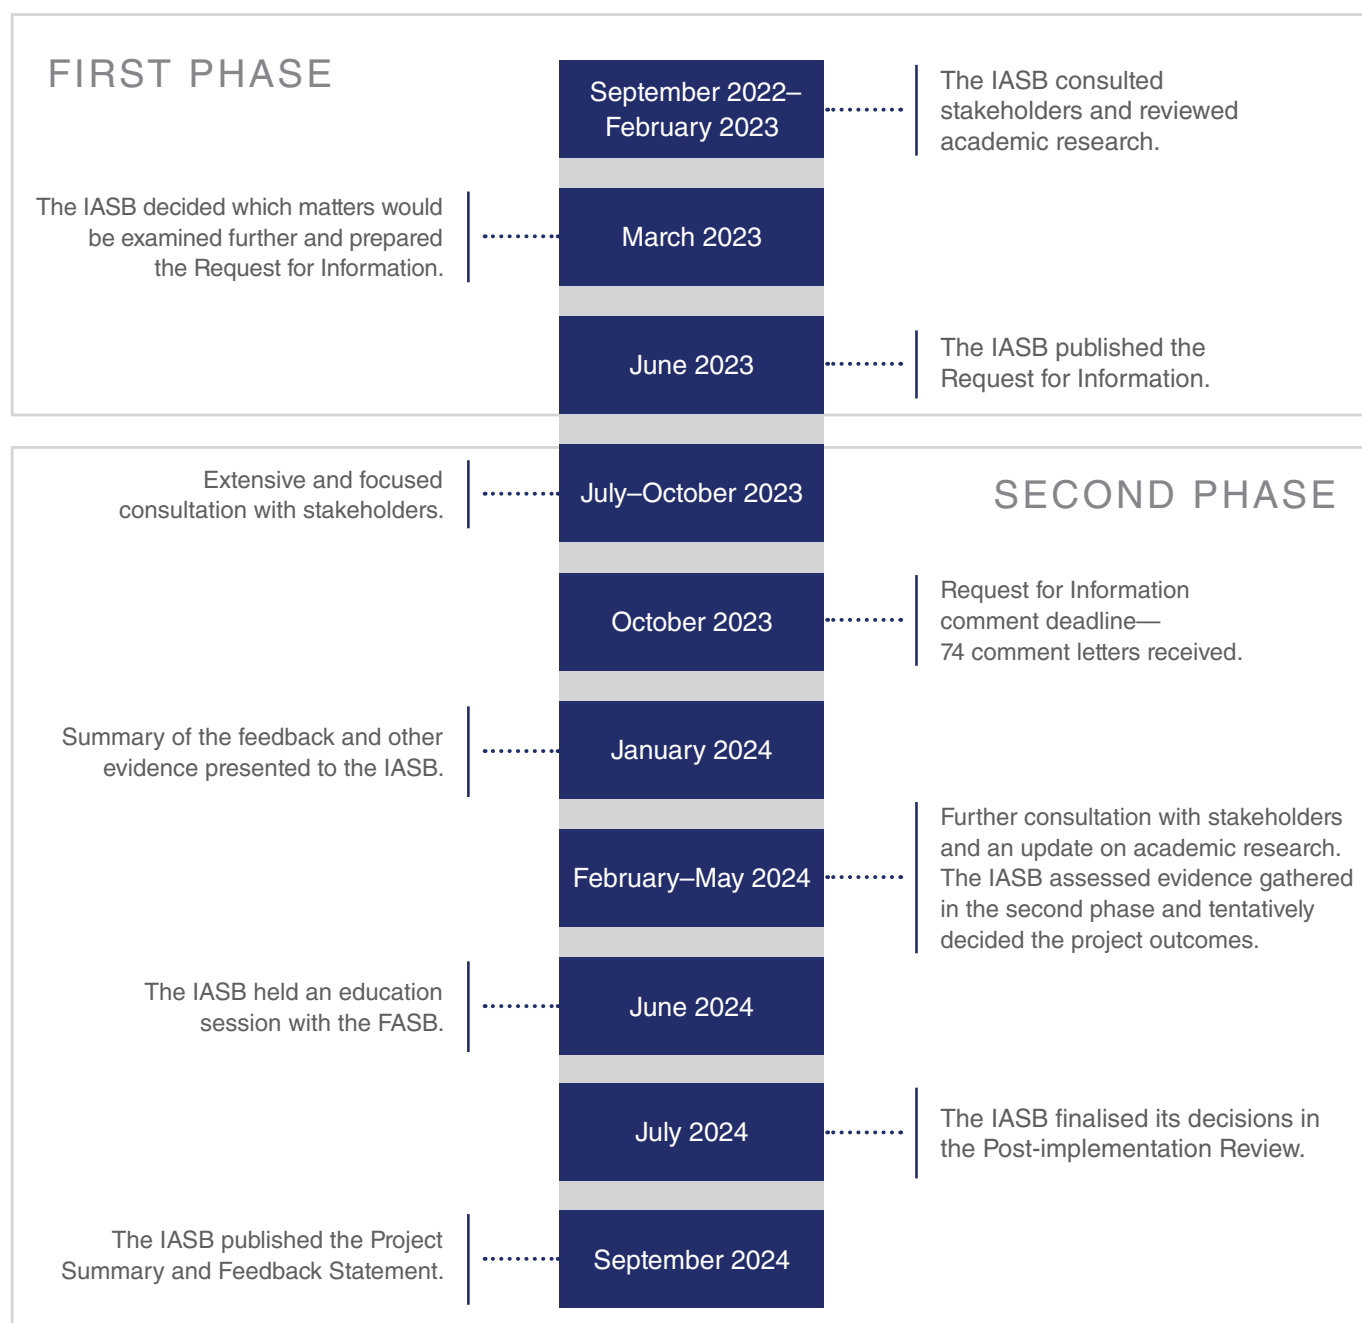 FIRST PHASE
September 2022–
February 2023
The IASB consulted
stakeholders and reviewed
academic research.
The IASB decided which matters would
be examined further and prepared
the Request for Information.
March 2023
June 2023
The IASB published the
Request for Information.
SECOND PHASE
Extensive and focused
consultation with stakeholders.
July–October 2023
October 2023
Request for Information
comment deadline—
74 comment letters received.
Summary of the feedback and other
evidence presented to the IASB.
January 2024
February–May 2024
Further consultation with stakeholders
and an update on academic research.
The IASB assessed evidence gathered
in the second phase and tentatively
decided the project outcomes.
The IASB held an education
session with the FASB.
June 2024
July 2024
The IASB finalised its decisions in
the Post-implementation Review.
The IASB published the Project
Summary and Feedback Statement.
September 2024